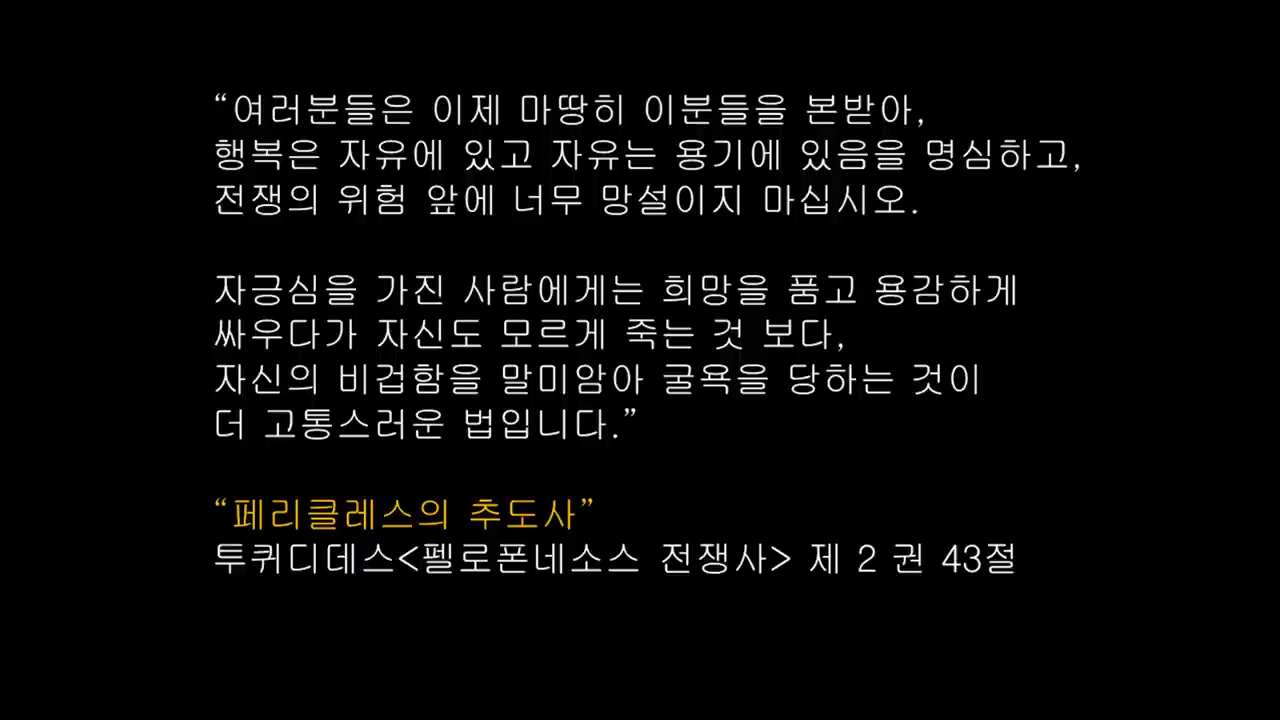 “여러분들은 이제 마땅히 이분들을 본받아,
행복은 자유에 있고 자유는 용기에 있음을 명심하고,
전쟁의 위험 앞에 너무 망설이지 마십시오.
자긍심을 가진 사람에게는 희망을 품고 용감하게
싸우다가 자신도 모르게 죽는 것 보다,
자신의 비겁함을 말미암아 굴욕을 당하는 것이
더 고통스러운 법입니다.”
“페리클레스의 추도사”
투퀴디데스<펠로폰네소스 전쟁사> 제 2 권 43절